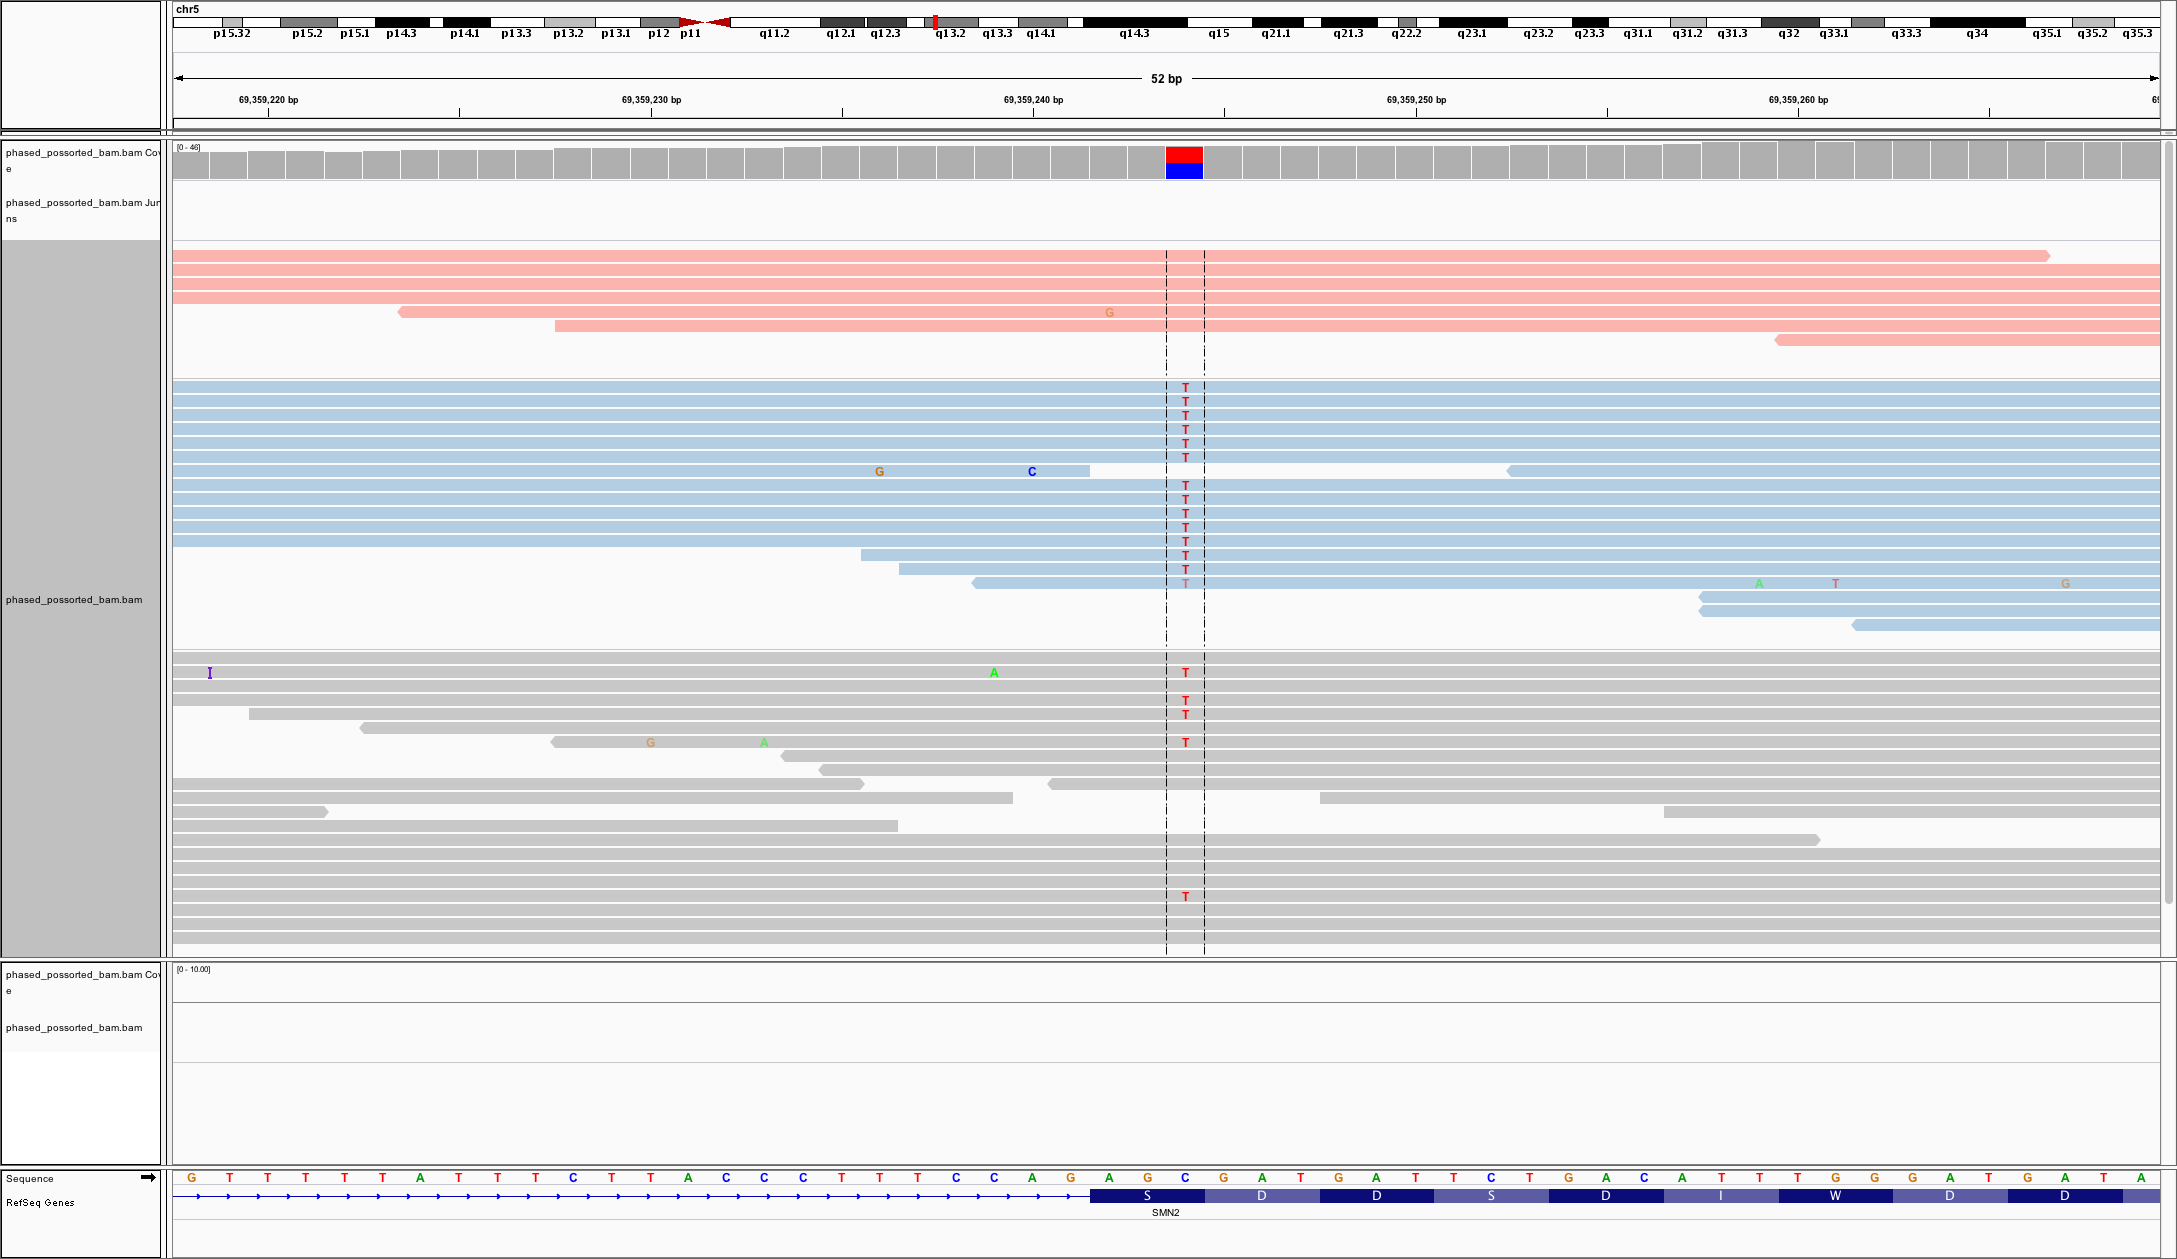 chr5
p15.32 p15.2 p15.1 p14.3 p14.1 p13.3 p13.2 p13.1 p12 p11 q11.2 q12.1 q12.3 q13.2 q13.3 q14.1 q14.3 q15 q21.1 q21.3 q22.2 q23.1 q23.2 q23.3 q31.1 q31.2 q31.3 q32 q33.1 q33.3 q34 q35.1 q35.2 q35.3
52 bp
69,359,220 bp 69,359,230 bp 69,359,240 bp 69,359,250 bp 69,359,260 bp 69
phased_possorted_bam.bam Cov
e
[0 - 46]
phased_possorted_bam.bam Jun
ns
G
T
T
T
T
T
T
G C
T
T
T
T
T
T
T
T A T G
phased_possorted_bam.bam
I A T
T
T
G A T
T
phased_possorted_bam.bam Cov
e
[0 - 10.00]
phased_possorted_bam.bam
Sequence
G T T T T T A T T T C T T A C C C T T T C C A G A G C G A T G A T T C T G A C A T T T G G G A T G A T A
RefSeq Genes
S D D S D I W D D
SMN2